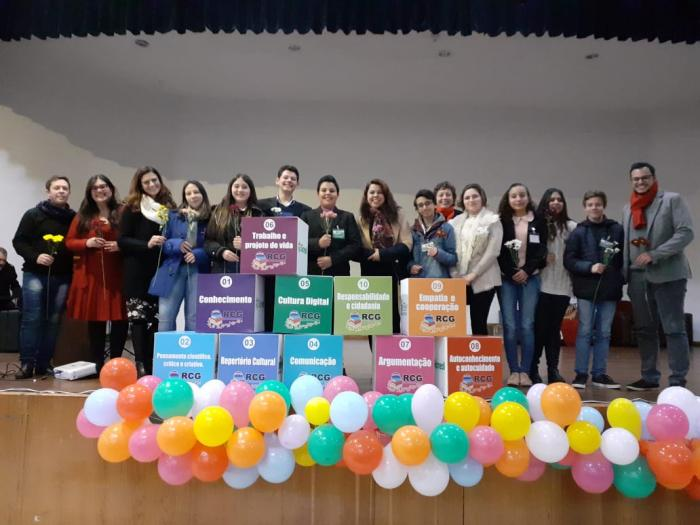 06
Trabalho e
projeto de vida
RCG
01
Conhecimento
RCG
05
Cultura Digital
RCG
10
Responsabilidade
e cidadania
RCG
09
Empatia e
Cooperação
RCG
02
Pensamento científico,
crítico e criativo.
RCG
03
Repertório Cultural
RCG
04
Comunicação
RCG
07
Argumentação
RCG
08
Autoconhecimento
e autocuidado
RCG